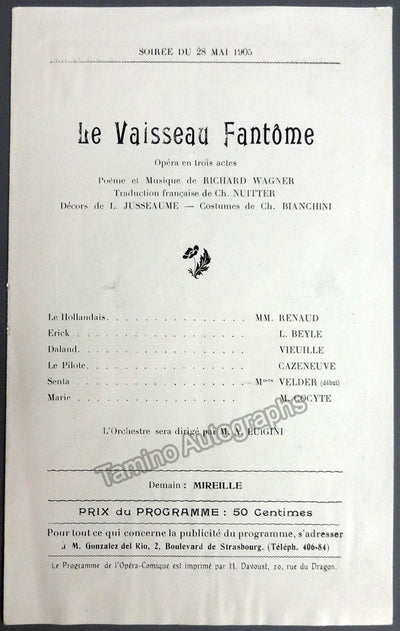 SOIRÉE DU 28 MAI 1905
Le Vaisseau Fantôme
Opéra en trois actes
Poème et Musique de RICHARD WAGNER
Traduction française de Ch. NUITTER
Décors de L. JUSSEAUME — Costumes de Ch. BIANCHINI
Le Hollandais. . . . . . . . . . . . MM. RENAUD
Erick . . . . . . . . . . . . L. BEYLE
Daland. . . . . . . . . . . . VIEUILLE
Le Pilote. . . . . . . . . . . . CAZENEUVE
Senta . . . . . . . . . . . . Mmes VELDER (début)
Marie . . . . . . . . . . . . M. COCYTE
L'Orchestre sera dirigé par M. A. LUIGINI
Tamino Autographs
Demain : MIREILLE
PRIX du PROGRAMME : 50 Centimes
Pour tout ce qui concerne la publicité du programme, s'adresser
à M. Gonzalez del Rio, 2, Boulevard de Strasbourg. (Téléph. 406-84)
Le Programme de l'Opéra-Comique est imprimé par H. Davoust, 20, rue du Dragon.